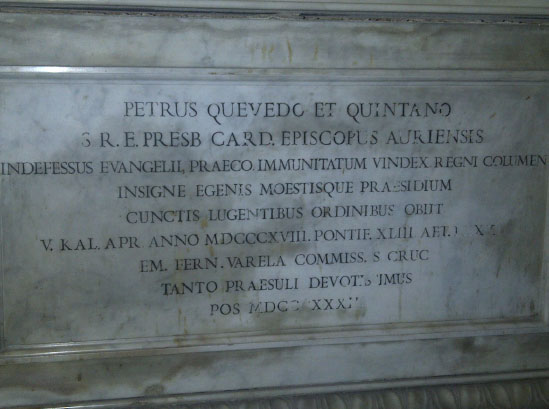 PETRUS QUEVEDO ET QUINTANO
S R. E. PRESB CARD. EPISCOPUS AURIENSIS
INDEFESSUS EVANGELII, PRAECO. IMMUNITATUM VINDEX REGNI COLUMEN
INSIGNE EGENIS MOESTISQUE PRAESIDIUM
CUNCTIS LUGENTIBUS ORDINIBUS OBIIT
V. KAL. APR. ANNO MDCCCXVIII. PONTIF. XLIII AET.
EM. FERN. VARELA COMMISS. S CRUC
TANTO PRAESULI
POS